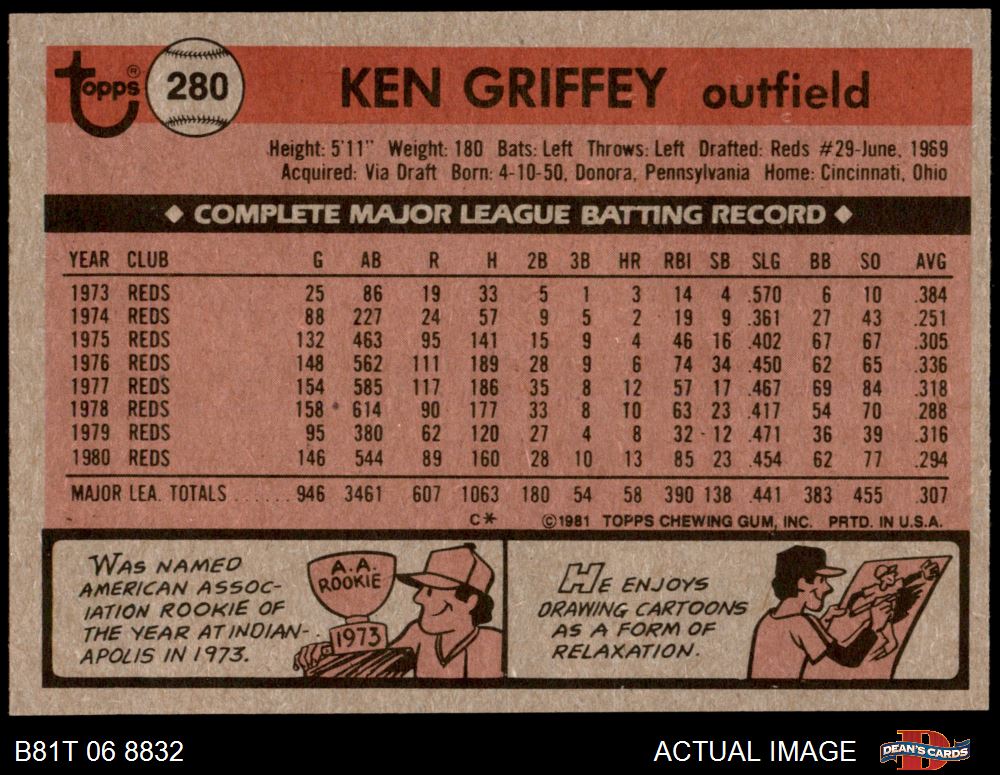 topps® 280 KEN GRIFFEY outfield
Height: 5'11" Weight: 180 Bats: Left Throws: Left Drafted: Reds #29-June, 1969
Acquired: Via Draft Born: 4-10-50, Donora, Pennsylvania Home: Cincinnati, Ohio
◆ COMPLETE MAJOR LEAGUE BATTING RECORD ◆
YEAR CLUB G AB R H 2B 3B HR RBI SB SLG BB SO AVG
1973 REDS 25 86 19 33 5 1 3 14 4 .570 6 10 .384
1974 REDS 88 227 24 57 9 5 2 19 9 .361 27 43 .251
1975 REDS 132 463 95 141 15 9 4 46 16 .402 67 67 .305
1976 REDS 148 562 111 189 28 9 6 74 34 .450 62 65 .336
1977 REDS 154 585 117 186 35 8 12 57 17 .467 69 84 .318
1978 REDS 158 614 90 177 33 8 10 63 23 .417 54 70 .288
1979 REDS 95 380 62 120 27 4 8 32 12 .471 36 39 .316
1980 REDS 146 544 89 160 28 10 13 85 23 .454 62 77 .294
MAJOR LEA. TOTALS ....... 946 3461 607 1063 180 54 58 390 138 .441 383 455 .307
C* ©1981 TOPPS CHEWING GUM, INC. PRTD. IN U.S.A.
WAS NAMED
AMERICAN ASSOC-
IATION ROOKIE OF
THE YEAR AT INDIAN-
APOLIS IN 1973.
A.A.
ROOKIE
1973
HE ENJOYS
DRAWING CARTOONS
AS A FORM OF
RELAXATION.
B81T 06 8832 ACTUAL IMAGE DEAN'S CARDS